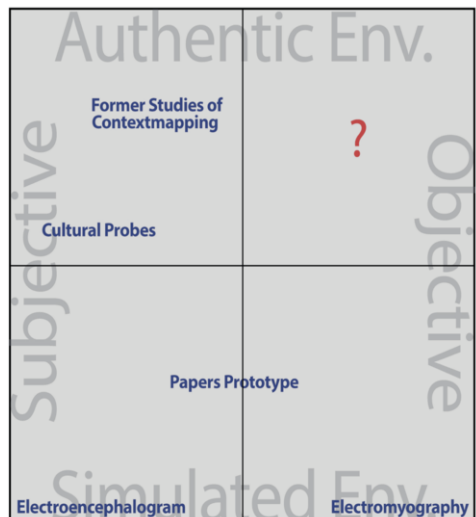 Authentic Env.
Former Studies of
Contextmapping
?
Subjective
Objective
Cultural Probes
Papers Prototype
Simulated Env.
Electroencephalogram
Electromyography